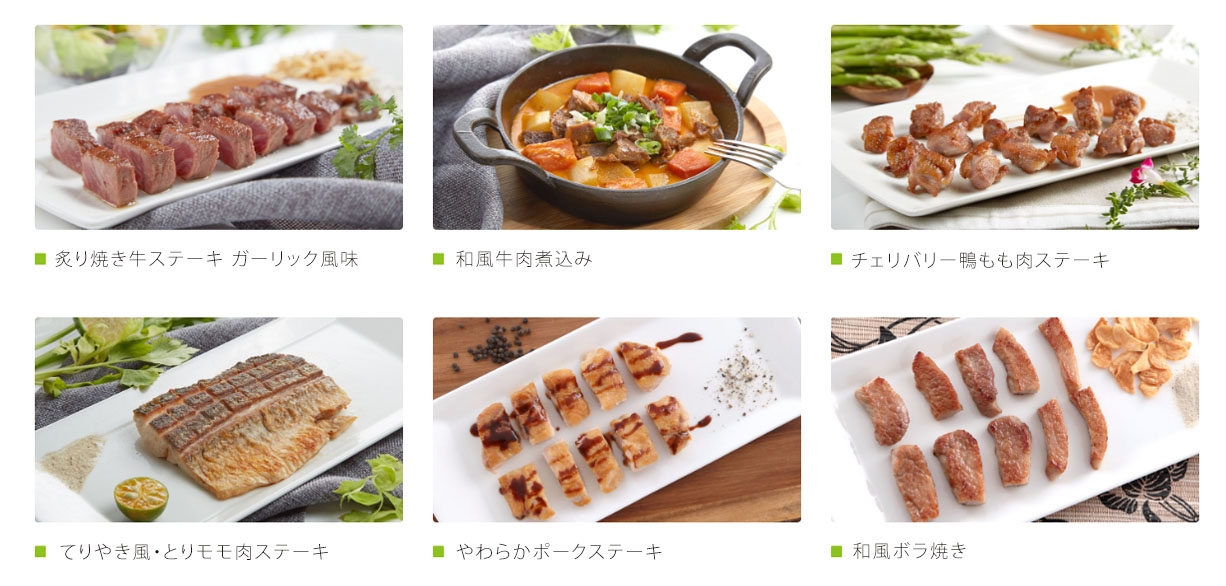 炙り焼き牛ステーキ ガーリック風味
和風牛肉煮込み
チェリバリー鴨もも肉ステーキ
てりやき風・とりモモ肉ステーキ
やわらかポークステーキ
和風ボラ焼き